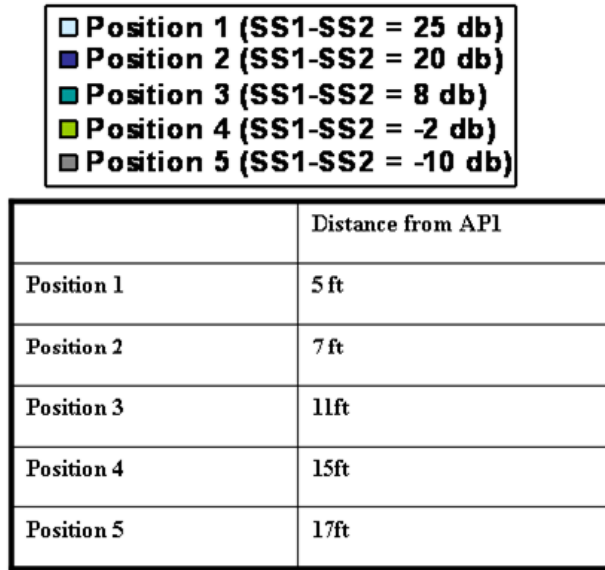 Position 1 (SS1-SS2 = 25 db)
Position 2 (SS1-SS2 = 20 db)
Position 3 (SS1-SS2 = 8 db)
Position 4 (SS1-SS2 = -2 db)
Position 5 (SS1-SS2 = -10 db)
Distance from AP1
Position 1 5 ft
Position 2 7 ft
Position 3 11ft
Position 4 15ft
Position 5 17ft